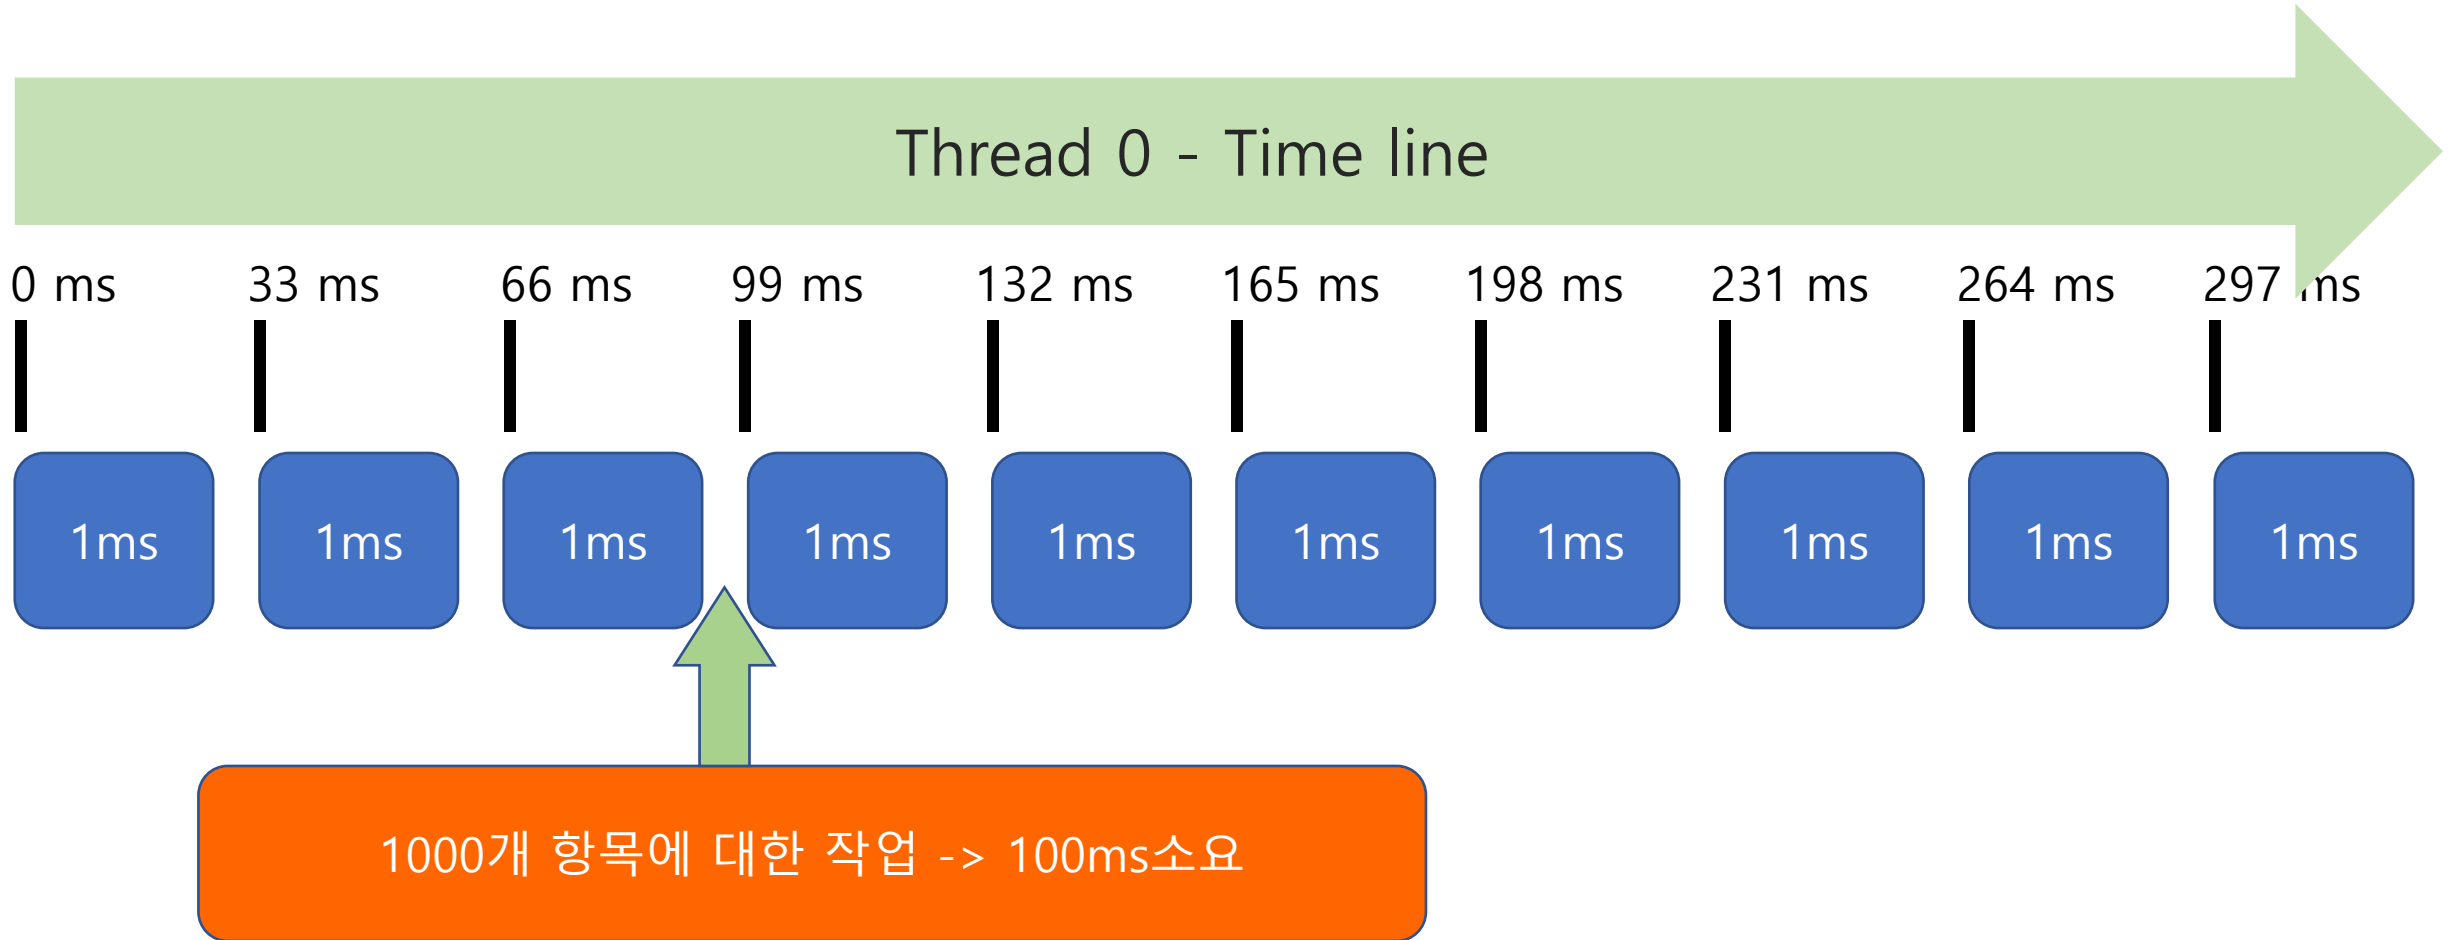 Thread 0 - Time line
0 ms 33 ms 66 ms 99 ms 132 ms 165 ms 198 ms 231 ms 264 ms 297 ms
1ms 1ms 1ms 1ms 1ms 1ms 1ms 1ms 1ms 1ms
1000개 항목에 대한 작업 -> 100ms소요